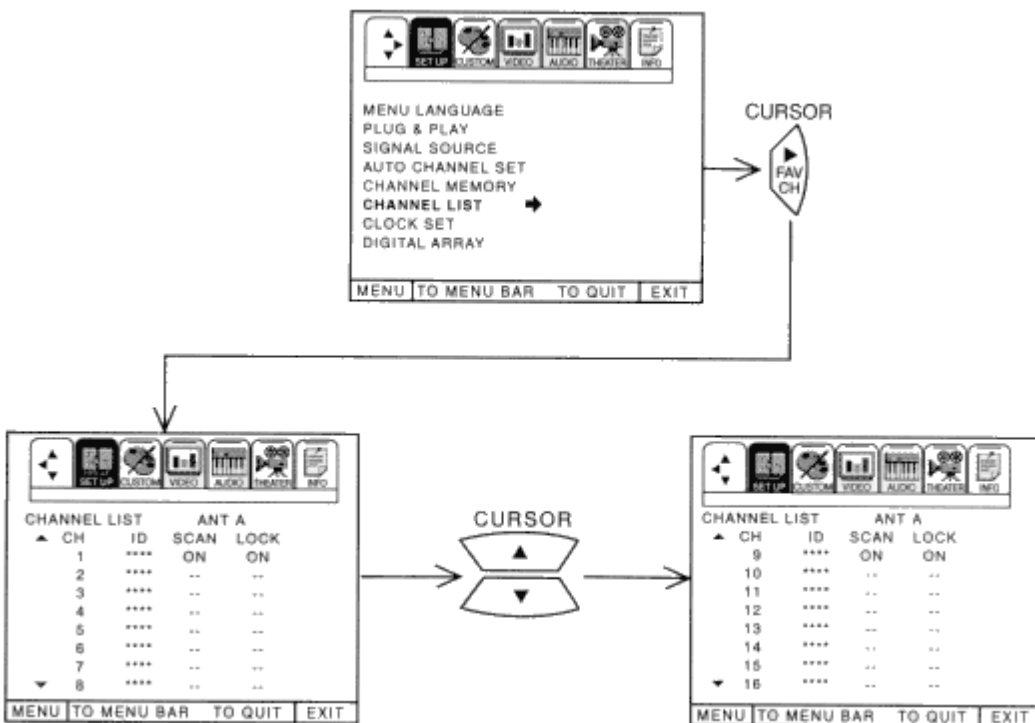 SET UP CUSTOM VIDEO AUDIO THEATER INFO
MENU LANGUAGE
PLUG & PLAY
SIGNAL SOURCE
AUTO CHANNEL SET
CHANNEL MEMORY
CHANNEL LIST
CLOCK SET
DIGITAL ARRAY
MENU TO MENU BAR TO QUIT EXIT
CURSOR
FAV
CH
SET UP CUSTOM VIDEO AUDIO THEATER INFO
CHANNEL LIST ANT A
CH ID SCAN LOCK
1 **** ON ON
2 **** -- --
3 **** -- --
4 **** -- --
5 **** -- --
6 **** -- --
7 **** -- --
8 **** -- --
MENU TO MENU BAR TO QUIT EXIT
CURSOR
SET UP CUSTOM VIDEO AUDIO THEATER INFO
CHANNEL LIST ANT A
CH ID SCAN LOCK
9 **** ON ON
10 **** -- --
11 **** -- --
12 **** -- --
13 **** -- --
14 **** -- --
15 **** -- --
16 **** -- --
MENU TO MENU BAR TO QUIT EXIT